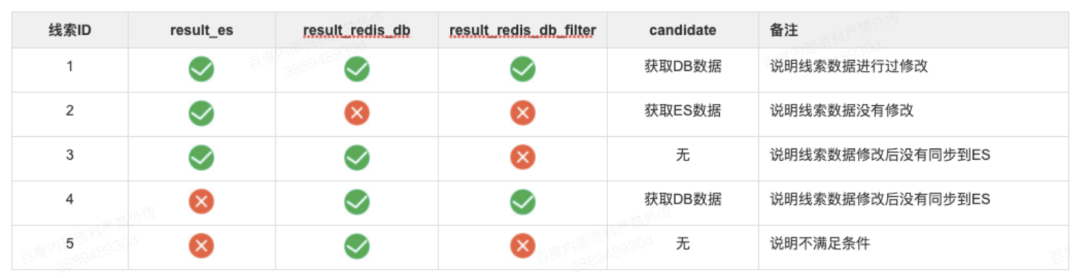 线索ID result_es result_redis_db result_redis_db_filter candidate 备注
1 获取DB数据 说明线索数据进行过修改
2 获取ES数据 说明线索数据没有修改
3 无 说明线索数据修改后没有同步到ES
4 获取DB数据 说明线索数据修改后没有同步到ES
5 无 说明不满足条件